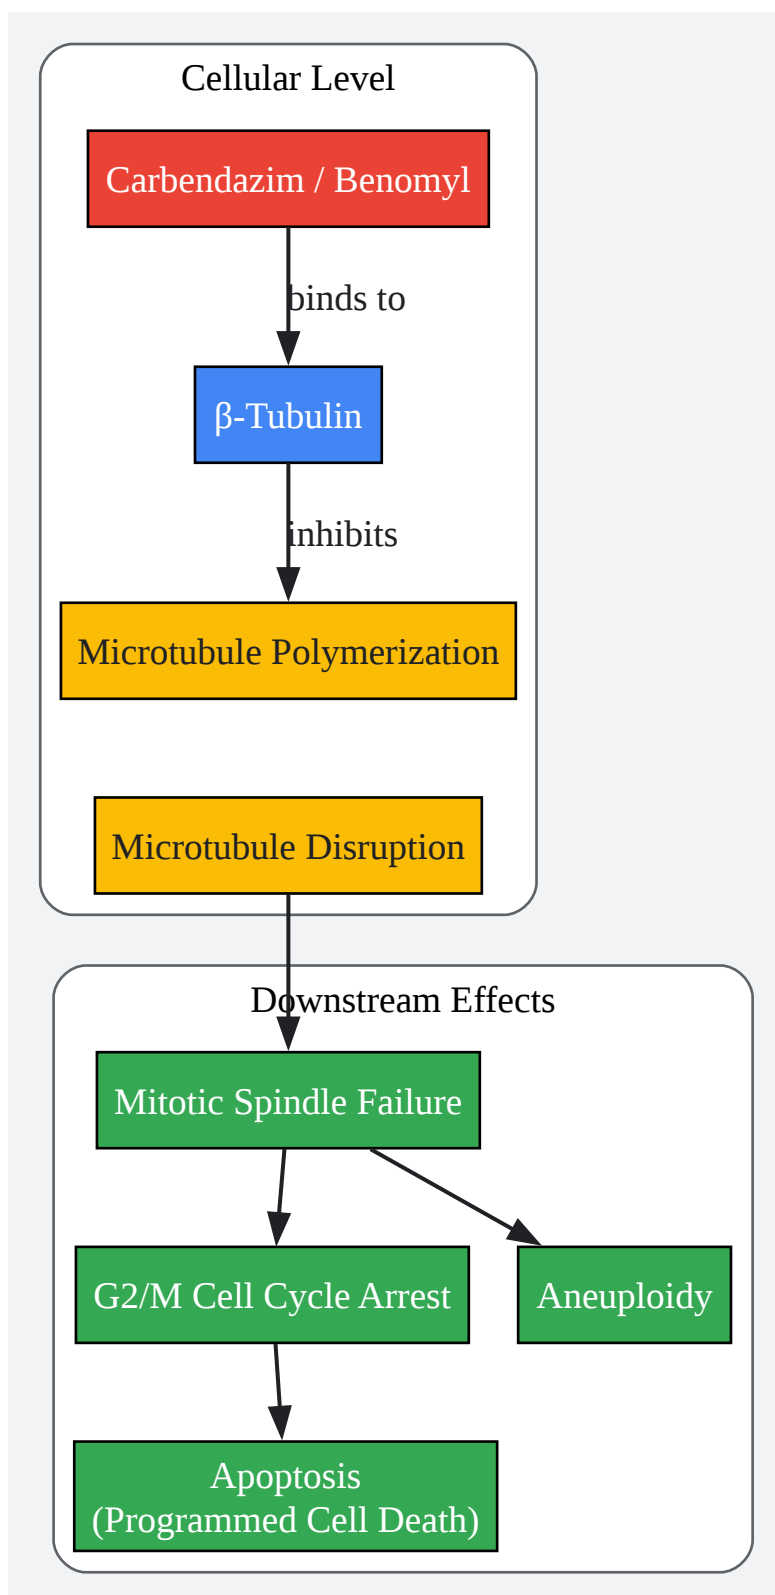 Cellular Level
Carbendazim / Benomyl
binds to
β-Tubulin
inhibits
Microtubule Polymerization
Microtubule Disruption
Downstream Effects
Mitotic Spindle Failure
G2/M Cell Cycle Arrest
Aneuploidy
Apoptosis
(Programmed Cell Death)